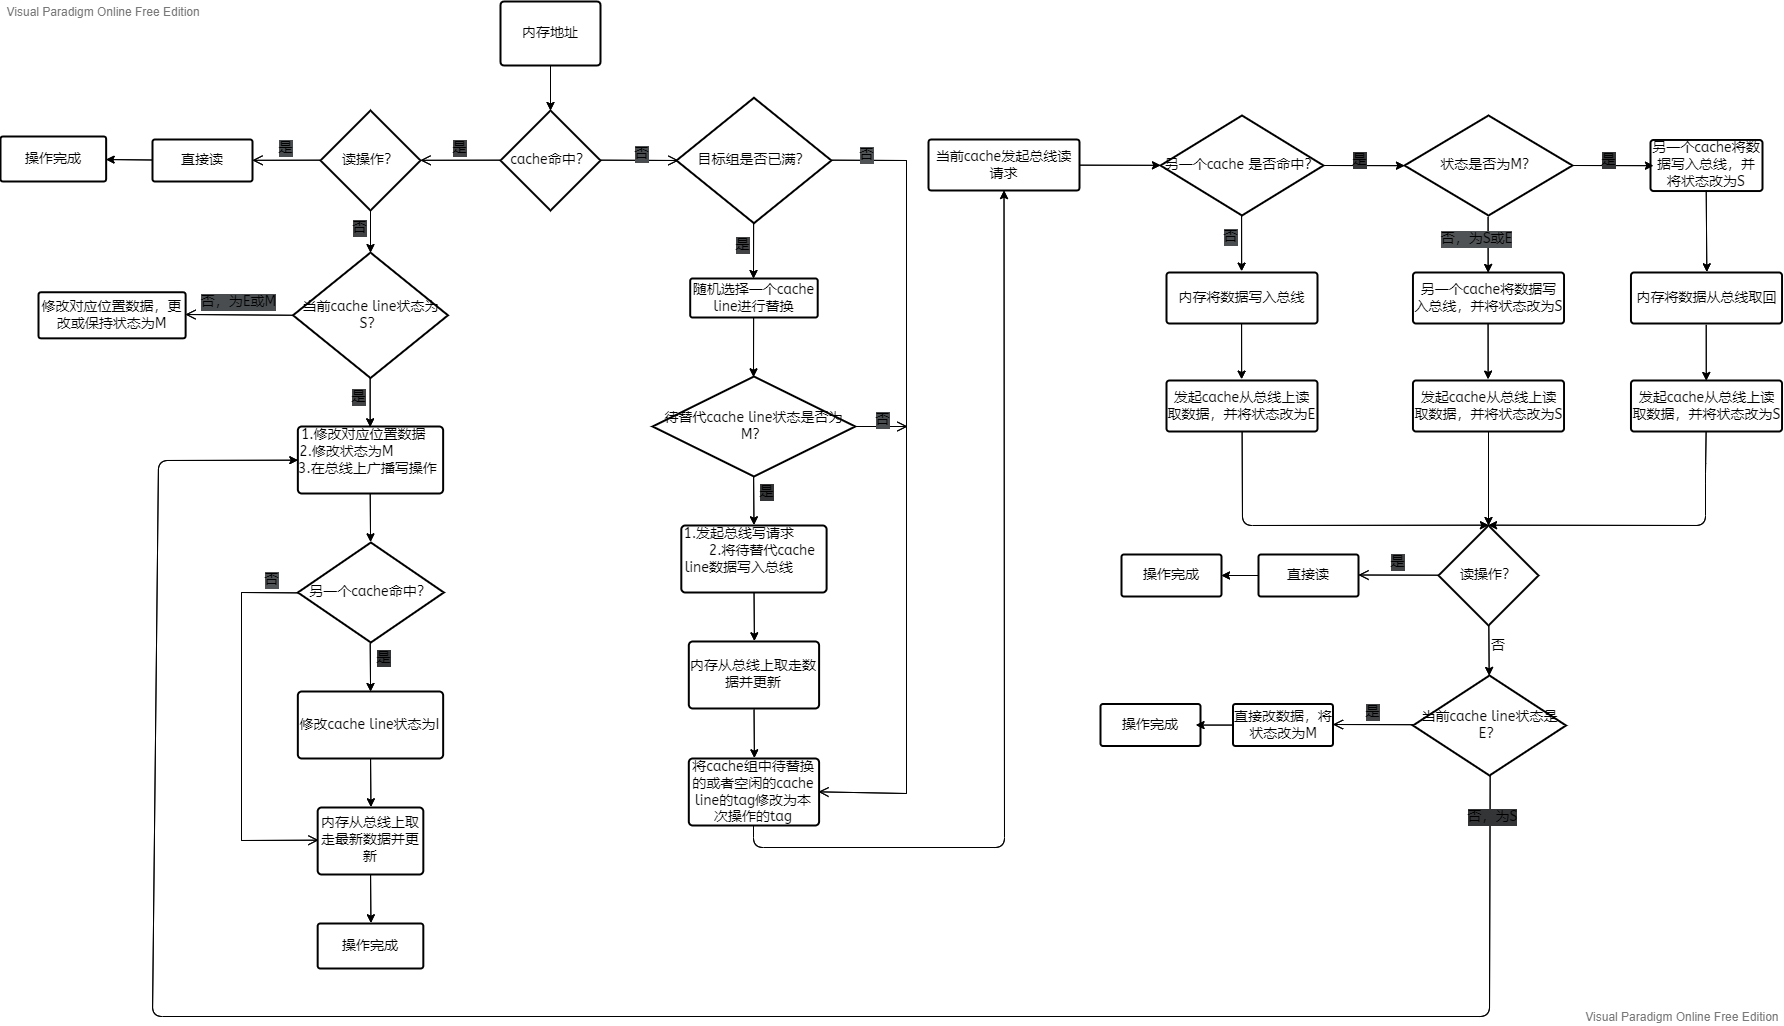 Visual Paradigm Online Free Edition
内存地址
cache命中?
是
读操作?
是
直接读
操作完成
否
当前cache line状态为
S?
否，为E或M
修改对应位置数据，更
改或保持状态为M
是
1.修改对应位置数据
2.修改状态为M
3.在总线上广播写操作
另一个cache命中?
否
是
修改cache line状态为I
内存从总线上取
走最新数据并更
新
操作完成
否
目标组是否已满?
否
是
随机选择一个cache
line进行替换
待替代cache line状态是否为
M?
否
是
1.发起总线写请求
2.将待替代cache
line数据写入总线
内存从总线上取走数
据并更新
将cache组中待替换
的或者空闲的cache
line的tag修改为本
次操作的tag
当前cache发起总线读
请求
另一个cache 是否命中?
是
状态是否为M?
是
另一个cache将数
据写入总线，并
将状态改为S
否
内存将数据写入总线
发起cache从总线上读
取数据，并将状态改为E
否，为S或E
另一个cache将数据写
入总线，并将状态改为S
发起cache从总线上读
取数据，并将状态改为S
内存将数据从总线取回
发起cache从总线上读
取数据，并将状态改为S
读操作?
是
直接读
操作完成
否
当前cache line状态是
E?
是
直接改数据，将
状态改为M
操作完成
否，为S
Visual Paradigm Online Free Edition